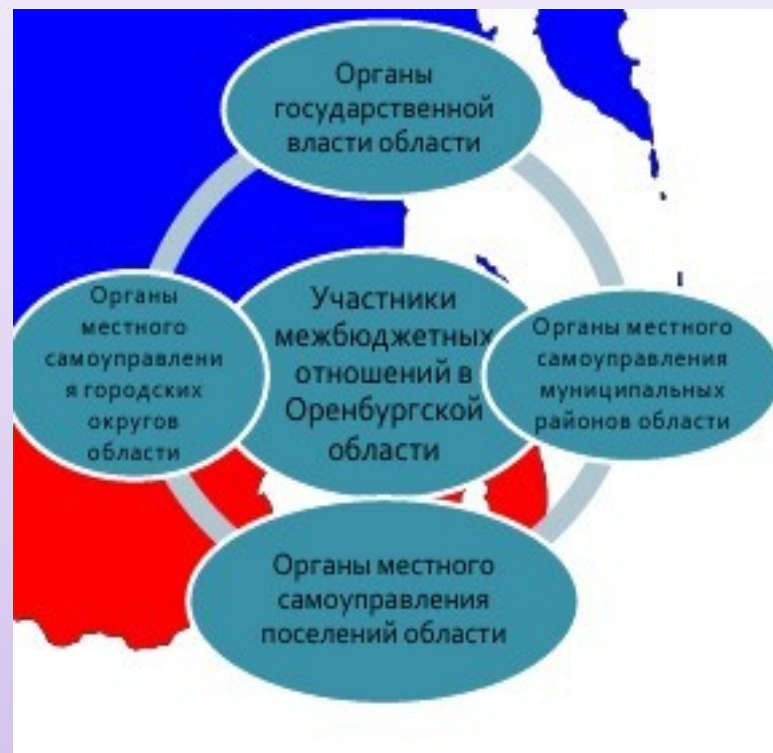 Органы
государственной
власти области
Органы
местного
самоуправлени
я городских
округов
области
Участники
межбюджетных
отношений в
Оренбургской
области
Органы местного
самоуправления
муниципальных
районов области
Органы местного
самоуправления
поселений области